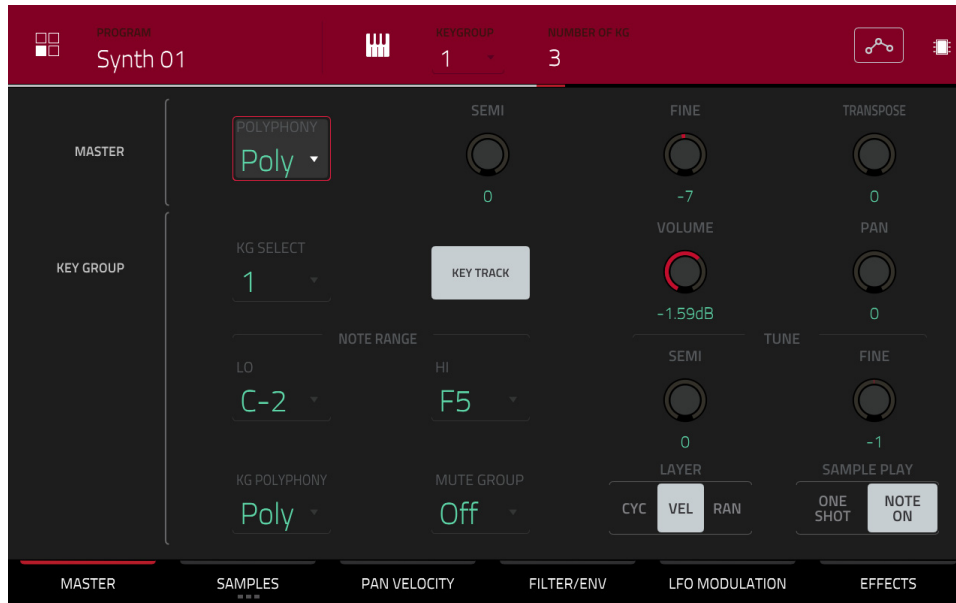 PROGRAM
Synth 01
KEYGROUP
1
NUMBER OF KG
3
MASTER
POLYPHONY
Poly
SEMI
0
FINE
-7
TRANSPOSE
0
KEY GROUP
KG SELECT
1
KEY TRACK
VOLUME
-1.59dB
PAN
0
NOTE RANGE
LO
C-2
HI
F5
TUNE
SEMI
0
FINE
-1
KG POLYPHONY
Poly
MUTE GROUP
Off
LAYER
CYC VEL RAN
SAMPLE PLAY
ONE
SHOT
NOTE
ON
MASTER SAMPLES PAN VELOCITY FILTER/ENV LFO MODULATION EFFECTS